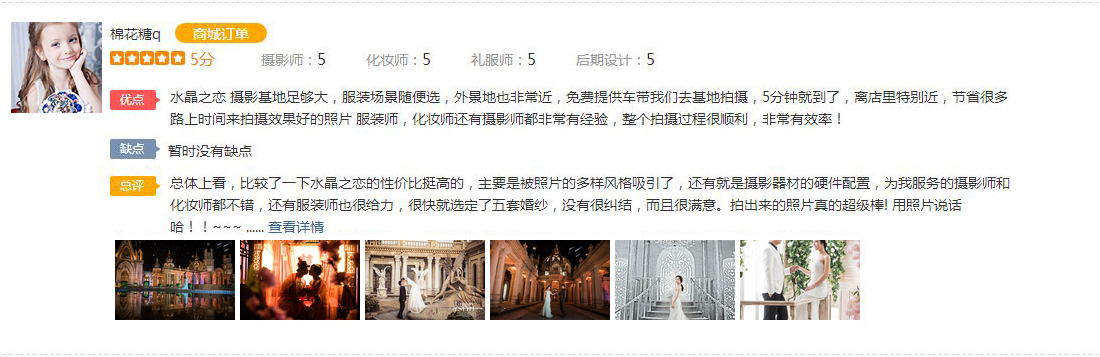 棉花糖q 商城订单
5分 摄影师：5 化妆师：5 礼服师：5 后期设计：5
优点 水晶之恋 摄影基地足够大，服装场景随便选，外景地也非常近，免费提供车带我们去基地拍摄，5分钟就到了，离店里特别近，节省很多
路上时间来拍摄效果好的照片 服装师，化妆师还有摄影师都非常有经验，整个拍摄过程很顺利，非常有效率！
缺点 暂时没有缺点
总评 总体上看，比较了一下水晶之恋的性价比挺高的，主要是被照片的多样风格吸引了，还有就是摄影器材的硬件配置，为我服务的摄影师和
化妆师都不错，还有服装师也很给力，很快就选定了五套婚纱，没有很纠结，而且很满意。拍出来的照片真的超级棒! 用照片说话
哈！！~~~ ...... 查看详情